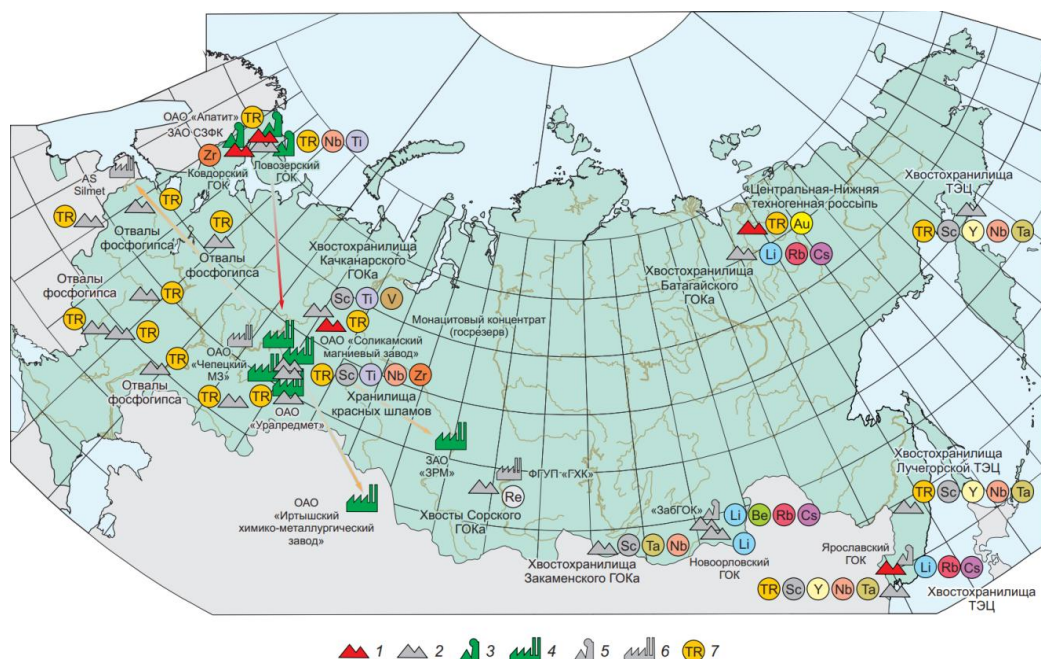 ОАО «Апатит»
TR
ЗАО СЗФК
Zr
TR Nb Ti
Ковдорский
ГОК
Ловозерский
ГОК
AS
Silmet
TR
TR
Отвалы
фосфогипса
TR
Отвалы
фосфогипса
Отвалы
фосфогипса
TR
TR
TR
TR
Отвалы
фосфогипса
Хвостохранилища
Качканарского
ГОКа
Sc Ti V
TR
Монацитовый концентрат
(госрезерв)
ОАО «Соликамский
магниевый завод»
ОАО
«Чепецкий
МЗ»
TR Sc Ti Nb Zr
Хранилища
красных шламов
TR
TR
ОАО
«Уралредмет»
ЗАО
«ЗРМ»
ФГУП «ГХК»
Re
Хвосты Сорского
ГОКа
ОАО
«Иртышский
химико-металлургический
завод»
Центральная-Нижняя
техногенная россыпь
TR Au
Li Rb Cs
Хвостохранилища
Батагайского
ГОКа
Хвостохранилища
ТЭЦ
TR Sc Y Nb Ta
Хвостохранилища
Лучегорской ТЭЦ
TR Sc Y Nb Ta
«ЗабГОК»
Li Be Rb Cs
Li
Новоорловский
ГОК
Sc Ta Nb
Хвостохранилища
Закаменского ГОКа
Ярославский
ГОК
Li Rb Cs
TR Sc Y Nb Ta
Хвостохранилища
ТЭЦ
1 2 3 4 5 6 TR 7